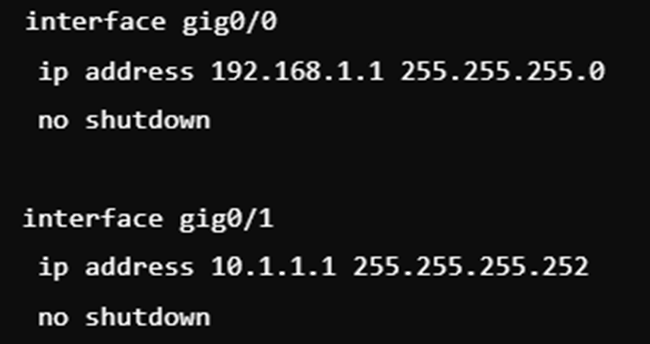 interface gig0/0
ip address 192.168.1.1 255.255.255.0
no shutdown
interface gig0/1
ip address 10.1.1.1 255.255.255.252
no shutdown